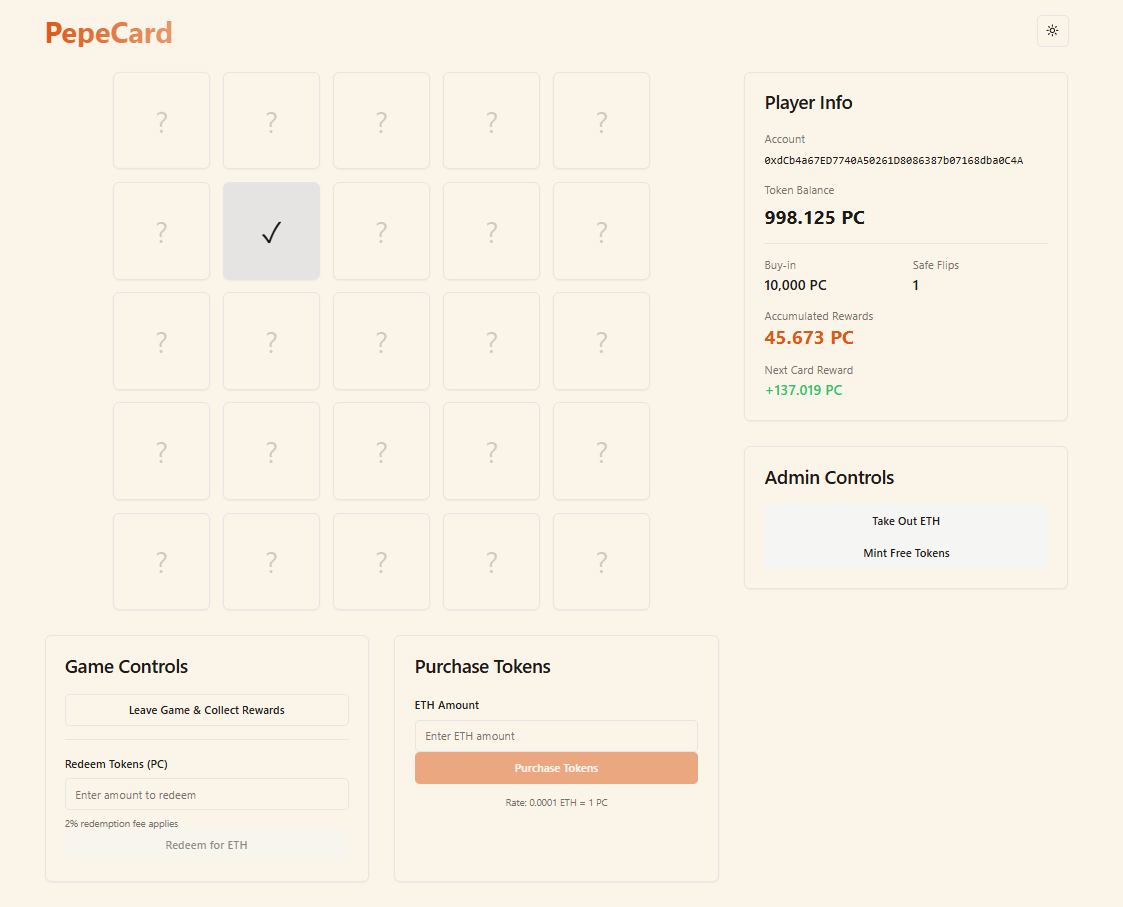 PepeCard
? ? ? ? ?
? ✓ ? ? ?
? ? ? ? ?
? ? ? ? ?
? ? ? ? ?
Player Info
Account
0xdCb4a67ED7740A50261D8086387b07168dba0C4A
Token Balance
998.125 PC
Buy-in Safe Flips
10,000 PC 1
Accumulated Rewards
45.673 PC
Next Card Reward
+137.019 PC
Admin Controls
Take Out ETH
Mint Free Tokens
Game Controls
Leave Game & Collect Rewards
Redeem Tokens (PC)
Enter amount to redeem
2% redemption fee applies
Redeem for ETH
Purchase Tokens
ETH Amount
Enter ETH amount
Purchase Tokens
Rate: 0.0001 ETH = 1 PC